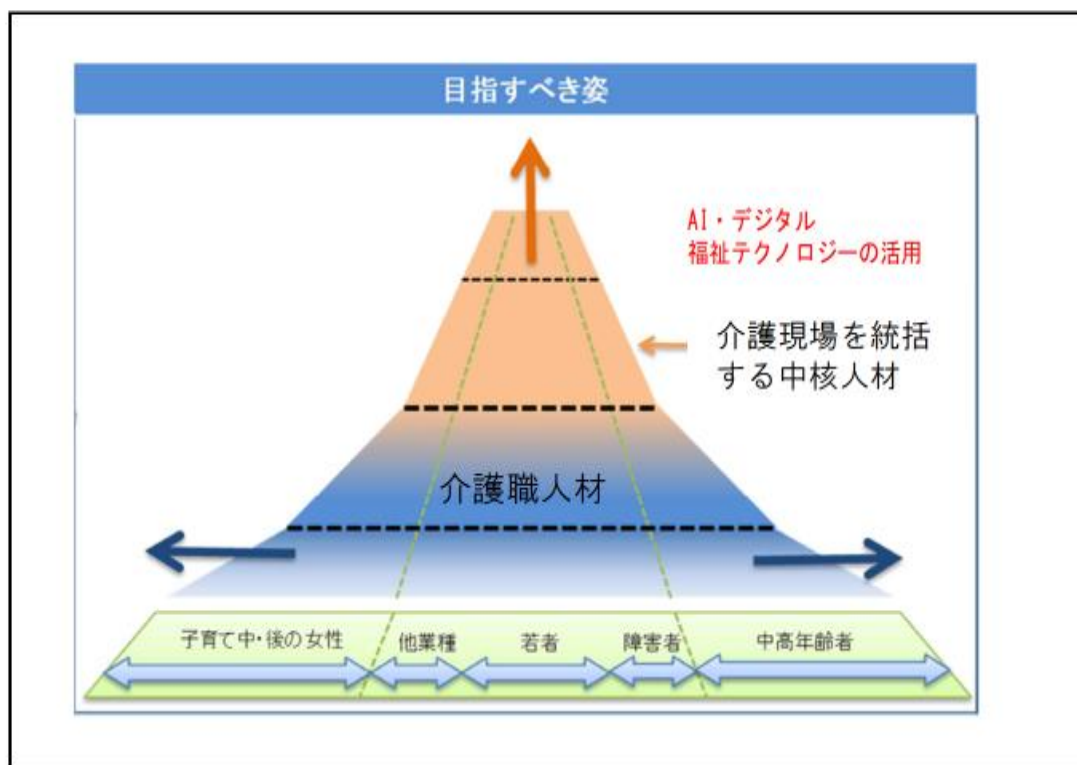 目指すべき姿
AI・デジタル
福祉テクノロジーの活用
介護現場を統括
する中核人材
介護職人材
子育て中・後の女性
他業種
若者
障害者
中高年齢者